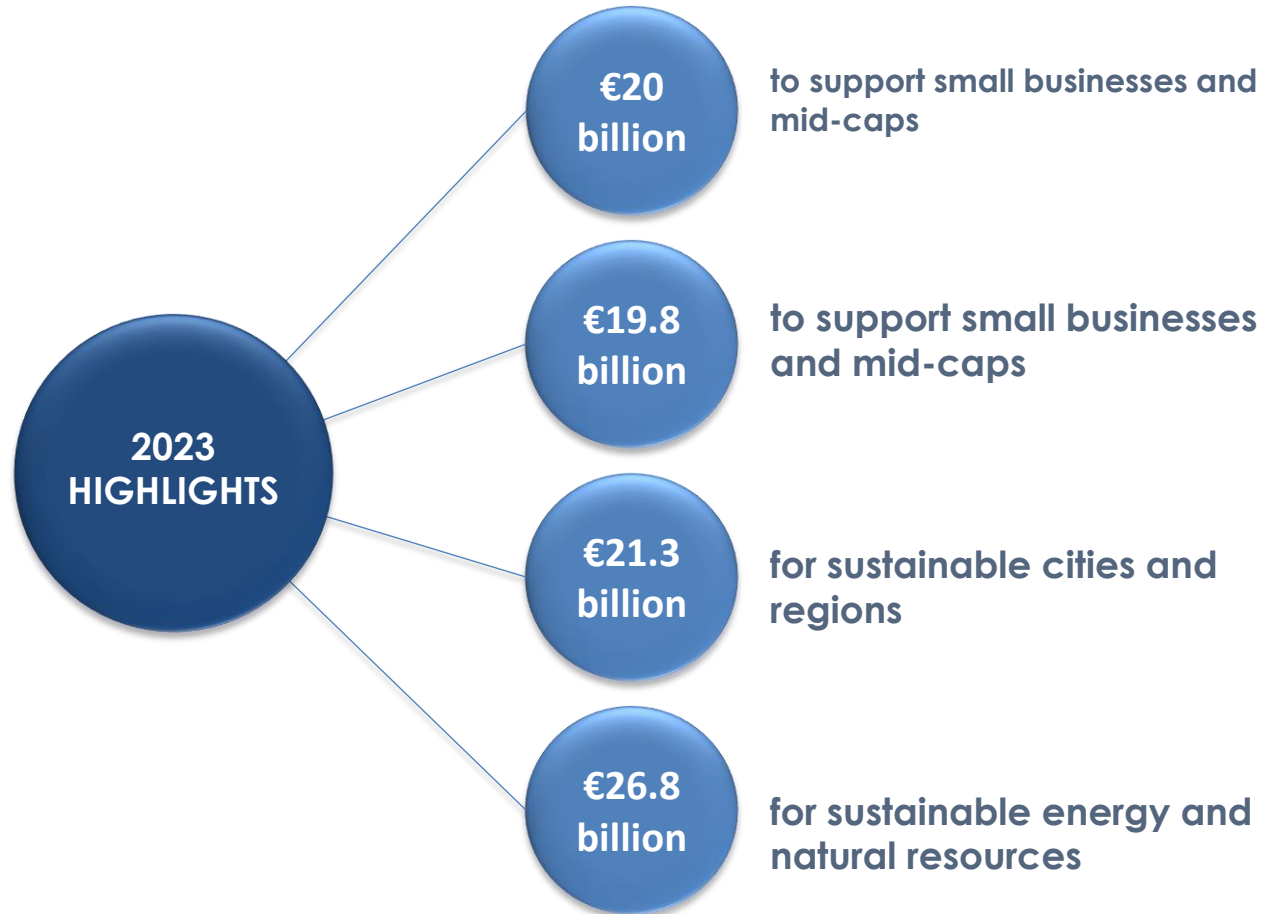 €20
billion
to support small businesses and
mid-caps
€19.8
billion
to support small businesses
and mid-caps
2023
HIGHLIGHTS
€21.3
billion
for sustainable cities and
regions
€26.8
billion
for sustainable energy and
natural resources